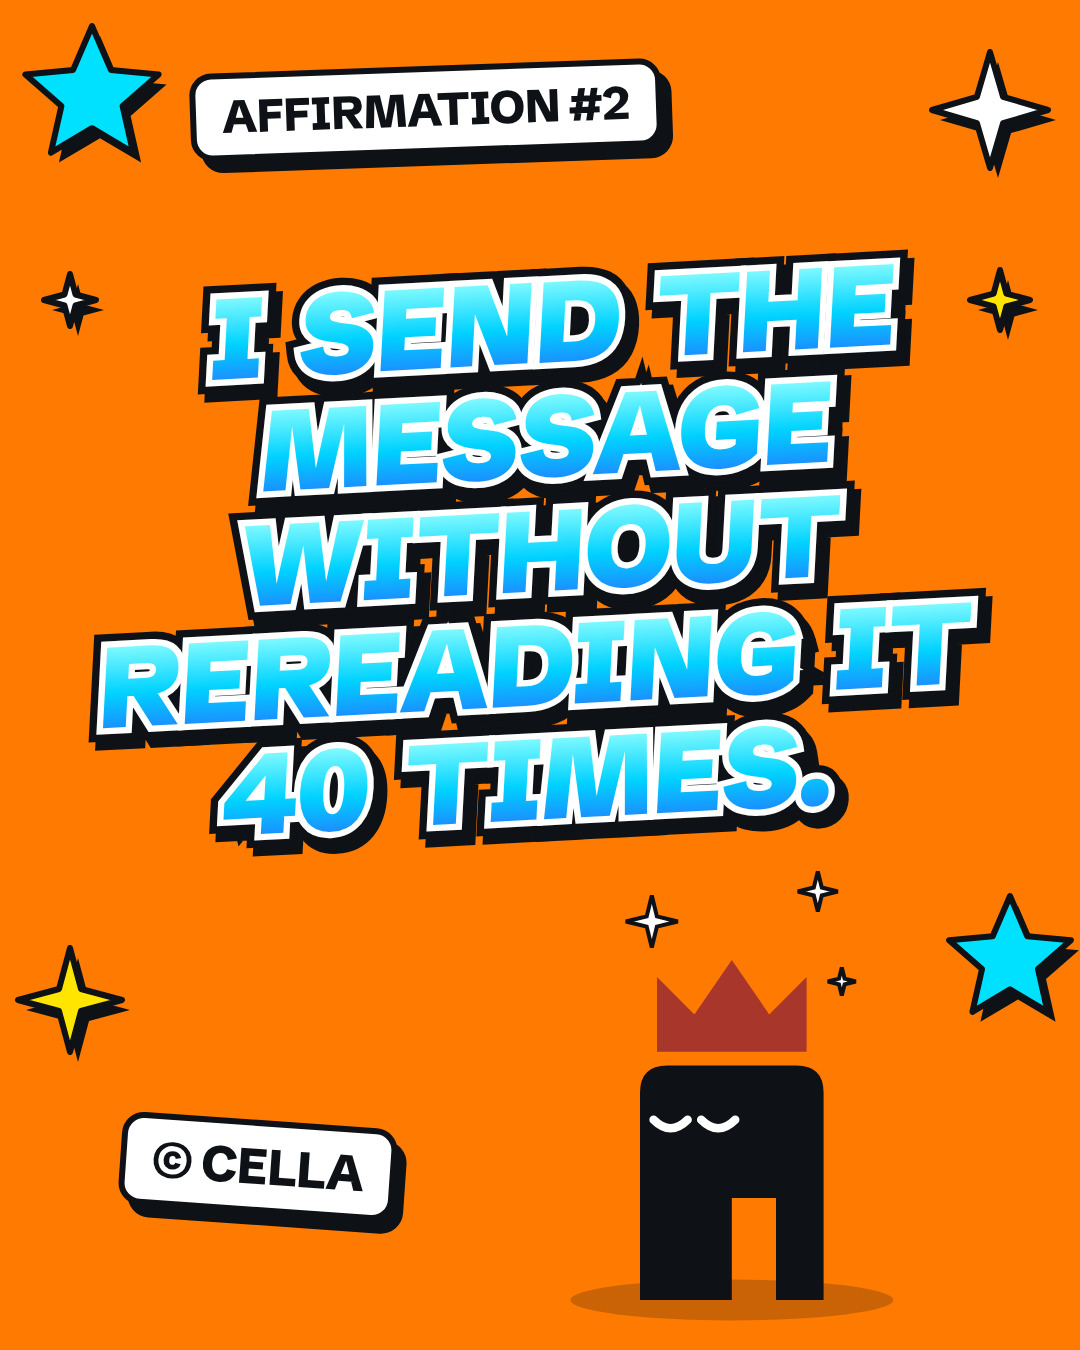 AFFIRMATION #2
I SEND THE
MESSAGE
WITHOUT
REREADING IT
40 TIMES.
© CELLA